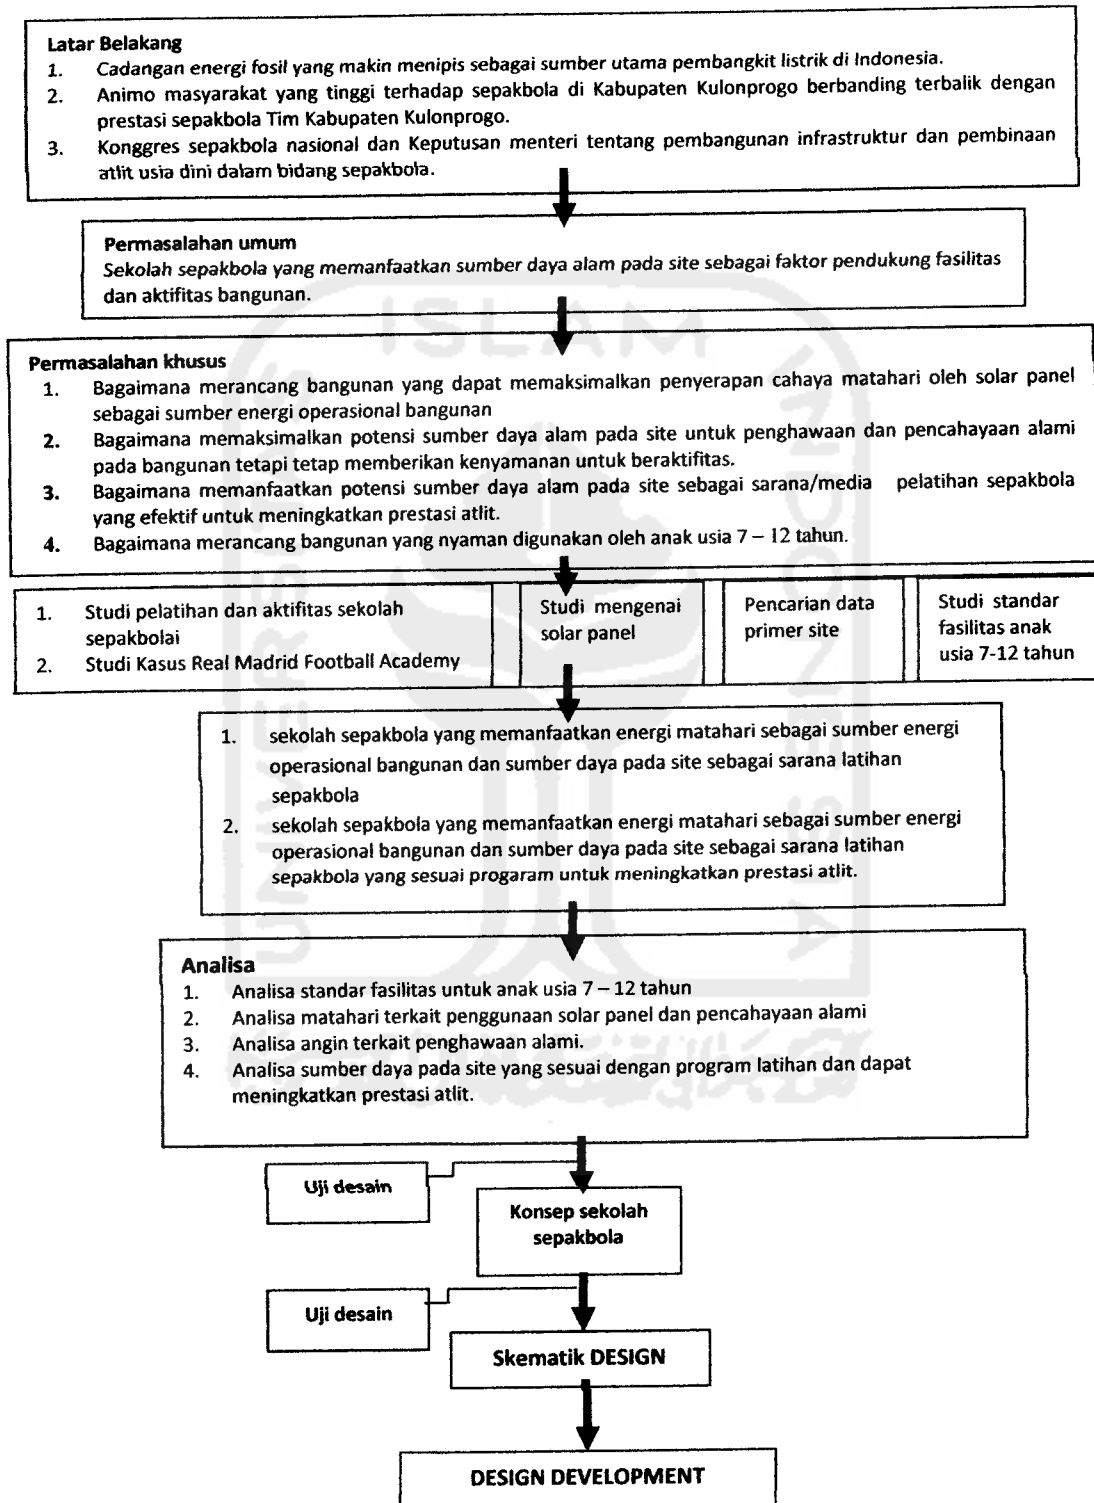 Latar Belakang
1. Cadangan energi fosil yang makin menipis sebagai sumber utama pembangkit listrik di Indonesia.
2. Animo masyarakat yang tinggi terhadap sepakbola di Kabupaten Kulonprogo berbanding terbalik dengan
prestasi sepakbola Tim Kabupaten Kulonprogo.
3. Konggres sepakbola nasional dan Keputusan menteri tentang pembangunan infrastruktur dan pembinaan
atlit usia dini dalam bidang sepakbola.
Permasalahan umum
Sekolah sepakbola yang memanfaatkan sumber daya alam pada site sebagai faktor pendukung fasilitas
dan aktifitas bangunan.
Permasalahan khusus
1. Bagaimana merancang bangunan yang dapat memaksimalkan penyerapan cahaya matahari oleh solar panel
sebagai sumber energi operasional bangunan
2. Bagaimana memaksimalkan potensi sumber daya alam pada site untuk penghawaan dan pencahayaan alami
pada bangunan tetapi tetap memberikan kenyamanan untuk beraktifitas.
3. Bagaimana memanfaatkan potensi sumber daya alam pada site sebagai sarana/media pelatihan sepakbola
yang efektif untuk meningkatkan prestasi atlit.
4. Bagaimana merancang bangunan yang nyaman digunakan oleh anak usia 7 – 12 tahun.
1. Studi pelatihan dan aktifitas sekolah
sepakbolai
2. Studi Kasus Real Madrid Football Academy
Studi mengenai
solar panel
Pencarian data
primer site
Studi standar
fasilitas anak
usia 7-12 tahun
1. sekolah sepakbola yang memanfaatkan energi matahari sebagai sumber energi
operasional bangunan dan sumber daya pada site sebagai sarana latihan
sepakbola
2. sekolah sepakbola yang memanfaatkan energi matahari sebagai sumber energi
operasional bangunan dan sumber daya pada site sebagai sarana latihan
sepakbola yang sesuai progaram untuk meningkatkan prestasi atlit.
Analisa
1. Analisa standar fasilitas untuk anak usia 7 – 12 tahun
2. Analisa matahari terkait penggunaan solar panel dan pencahayaan alami
3. Analisa angin terkait penghawaan alami.
4. Analisa sumber daya pada site yang sesuai dengan program latihan dan dapat
meningkatkan prestasi atlit.
Uji desain
Konsep sekolah
sepakbola
Uji desain
Skematik DESIGN
DESIGN DEVELOPMENT
UNIVERSITAS
ISLAM
INDONESIA